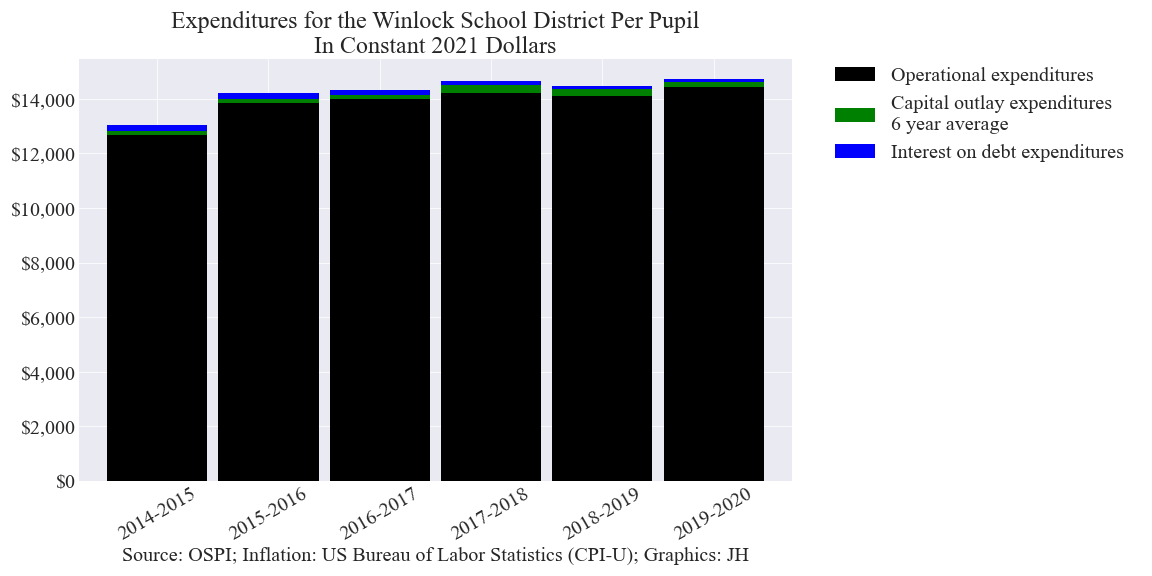 Expenditures for the Winlock School District Per Pupil
In Constant 2021 Dollars
Operational expenditures
Capital outlay expenditures
6 year average
Interest on debt expenditures
$14,000
$12,000
$10,000
$8,000
$6,000
$4,000
$2,000
$0
2014-2015
2015-2016
2016-2017
2017-2018
2018-2019
2019-2020
Source: OSPI; Inflation: US Bureau of Labor Statistics (CPI-U); Graphics: JH